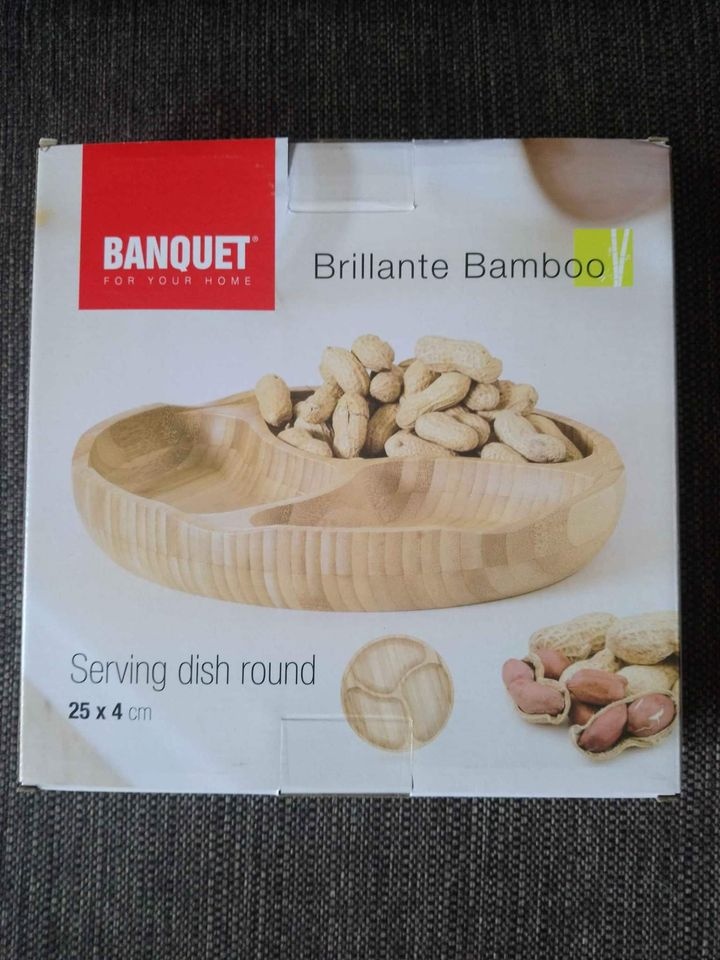 BANQUET®
FOR YOUR HOME
Brillante Bamboo
Serving dish round
25 x 4 cm